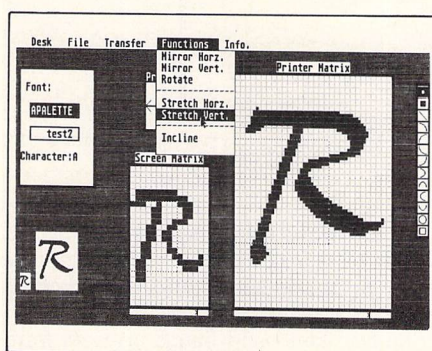 Desk File Transfer Functions Info.
Mirror Horz.
Mirror Vert.
Rotate
Stretch Horz.
Stretch Vert.
Incline
Font:
APALETTE
test2
Character:A
Pr
Screen Matrix
Printer Matrix
R
R
R
R